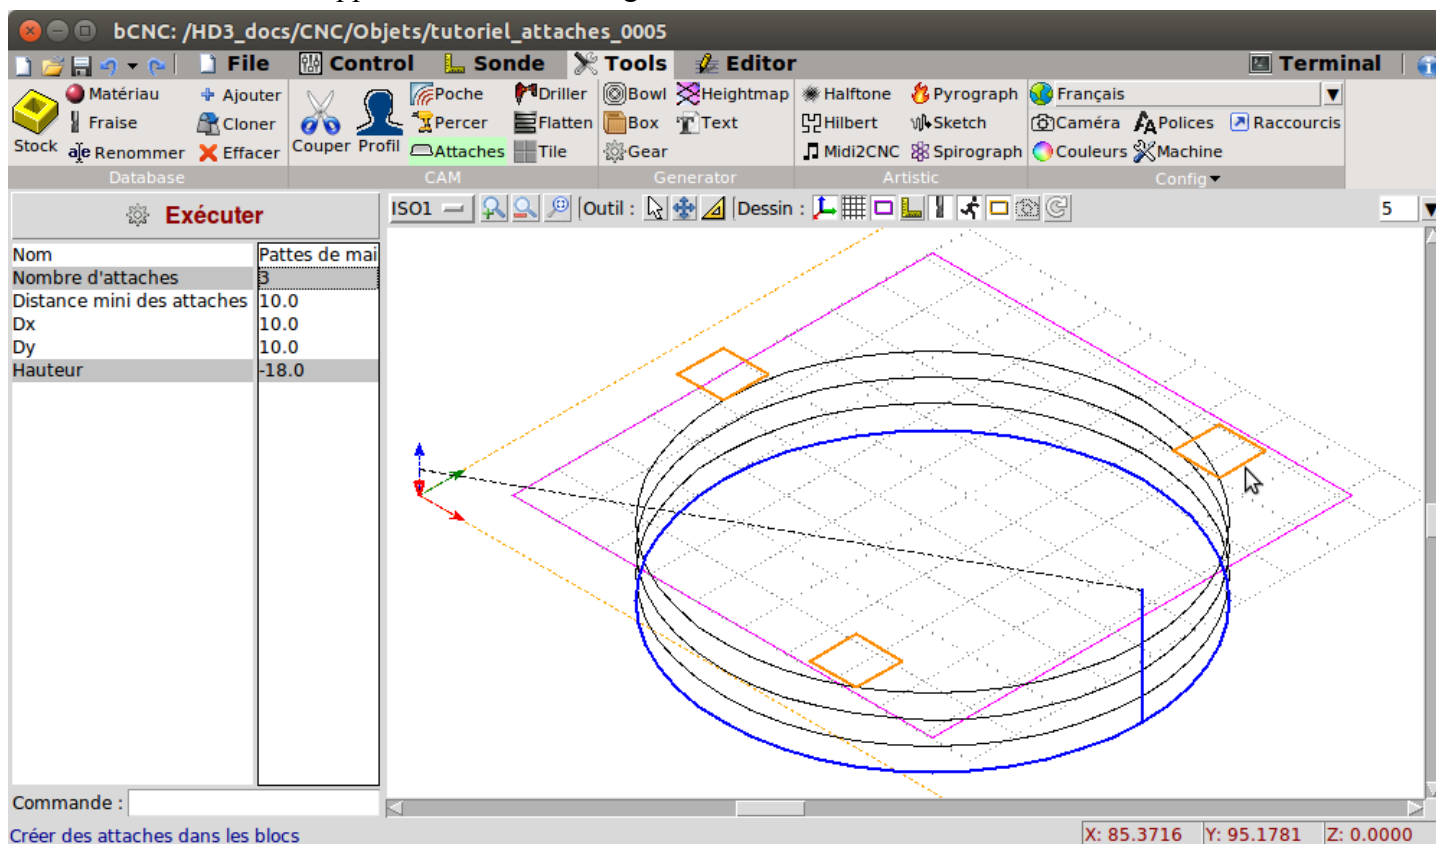 bCNC: /HD3_docs/CNC/Objets/tutoriel_attaches_0005
File Control Sonde Tools Editor Terminal
Matériau Ajouter Poche Driller Bowl Heightmap Halftone Pyrograph Français
Fraise Cloner Percer Flatten Box Text Hilbert Sketch Caméra Polices Raccourcis
Stock Renommer Effacer Couper Profil Attaches Tile Gear Midi2CNC Spirograph Couleurs Machine
Database CAM Generator Artistic Config
Exécuter
ISO1 Outil : Dessin : 5
Nom Pattes de mai
Nombre d'attaches 3
Distance mini des attaches 10.0
Dx 10.0
Dy 10.0
Hauteur -18.0
Commande :
Créer des attaches dans les blocs
X: 85.3716 Y: 95.1781 Z: 0.0000